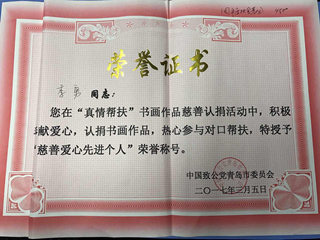 荣誉证书
同志：
您在“真情帮扶”书画作品慈善认捐活动中，积极
献爱心，认捐书画作品，热心参与对口帮扶，特授予
“慈善爱心先进个人”荣誉称号。
中国致公党青岛市委员会
二〇一七年三月五日